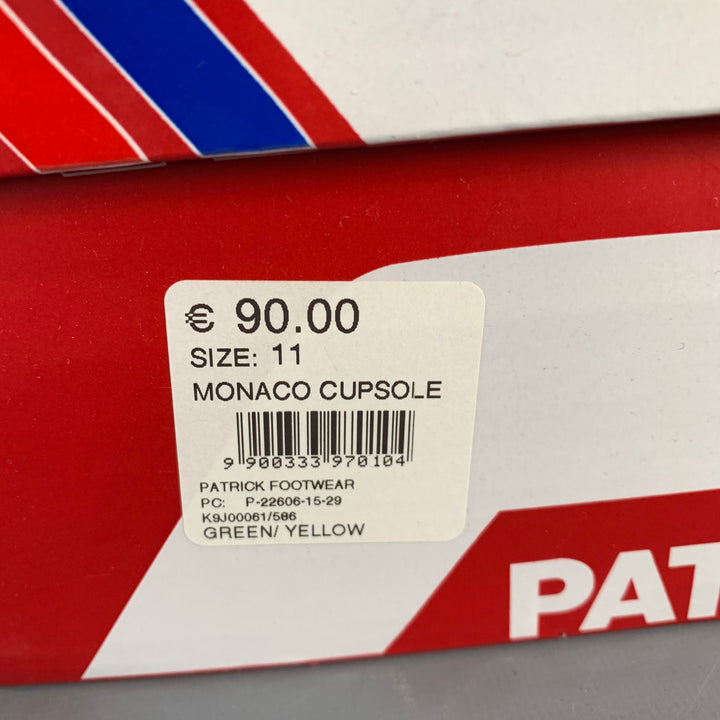 € 90.00
SIZE: 11
MONACO CUPSOLE
9 900333 970104
PATRICK FOOTWEAR
PC: P-22606-15-29
K9J00061/586
GREEN/ YELLOW
PAT